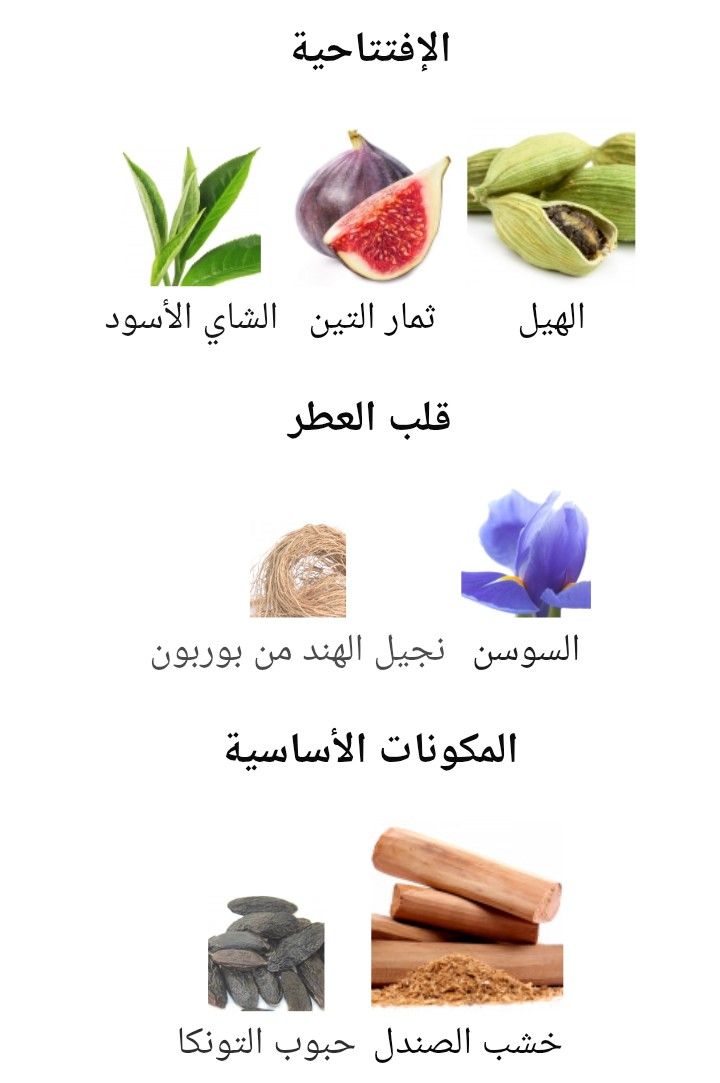 الإفتتاحية
الهيل ثمار التين الشاي الأسود
قلب العطر
السوسن نجيل الهند من بوربون
المكونات الأساسية
خشب الصندل حبوب التونكا